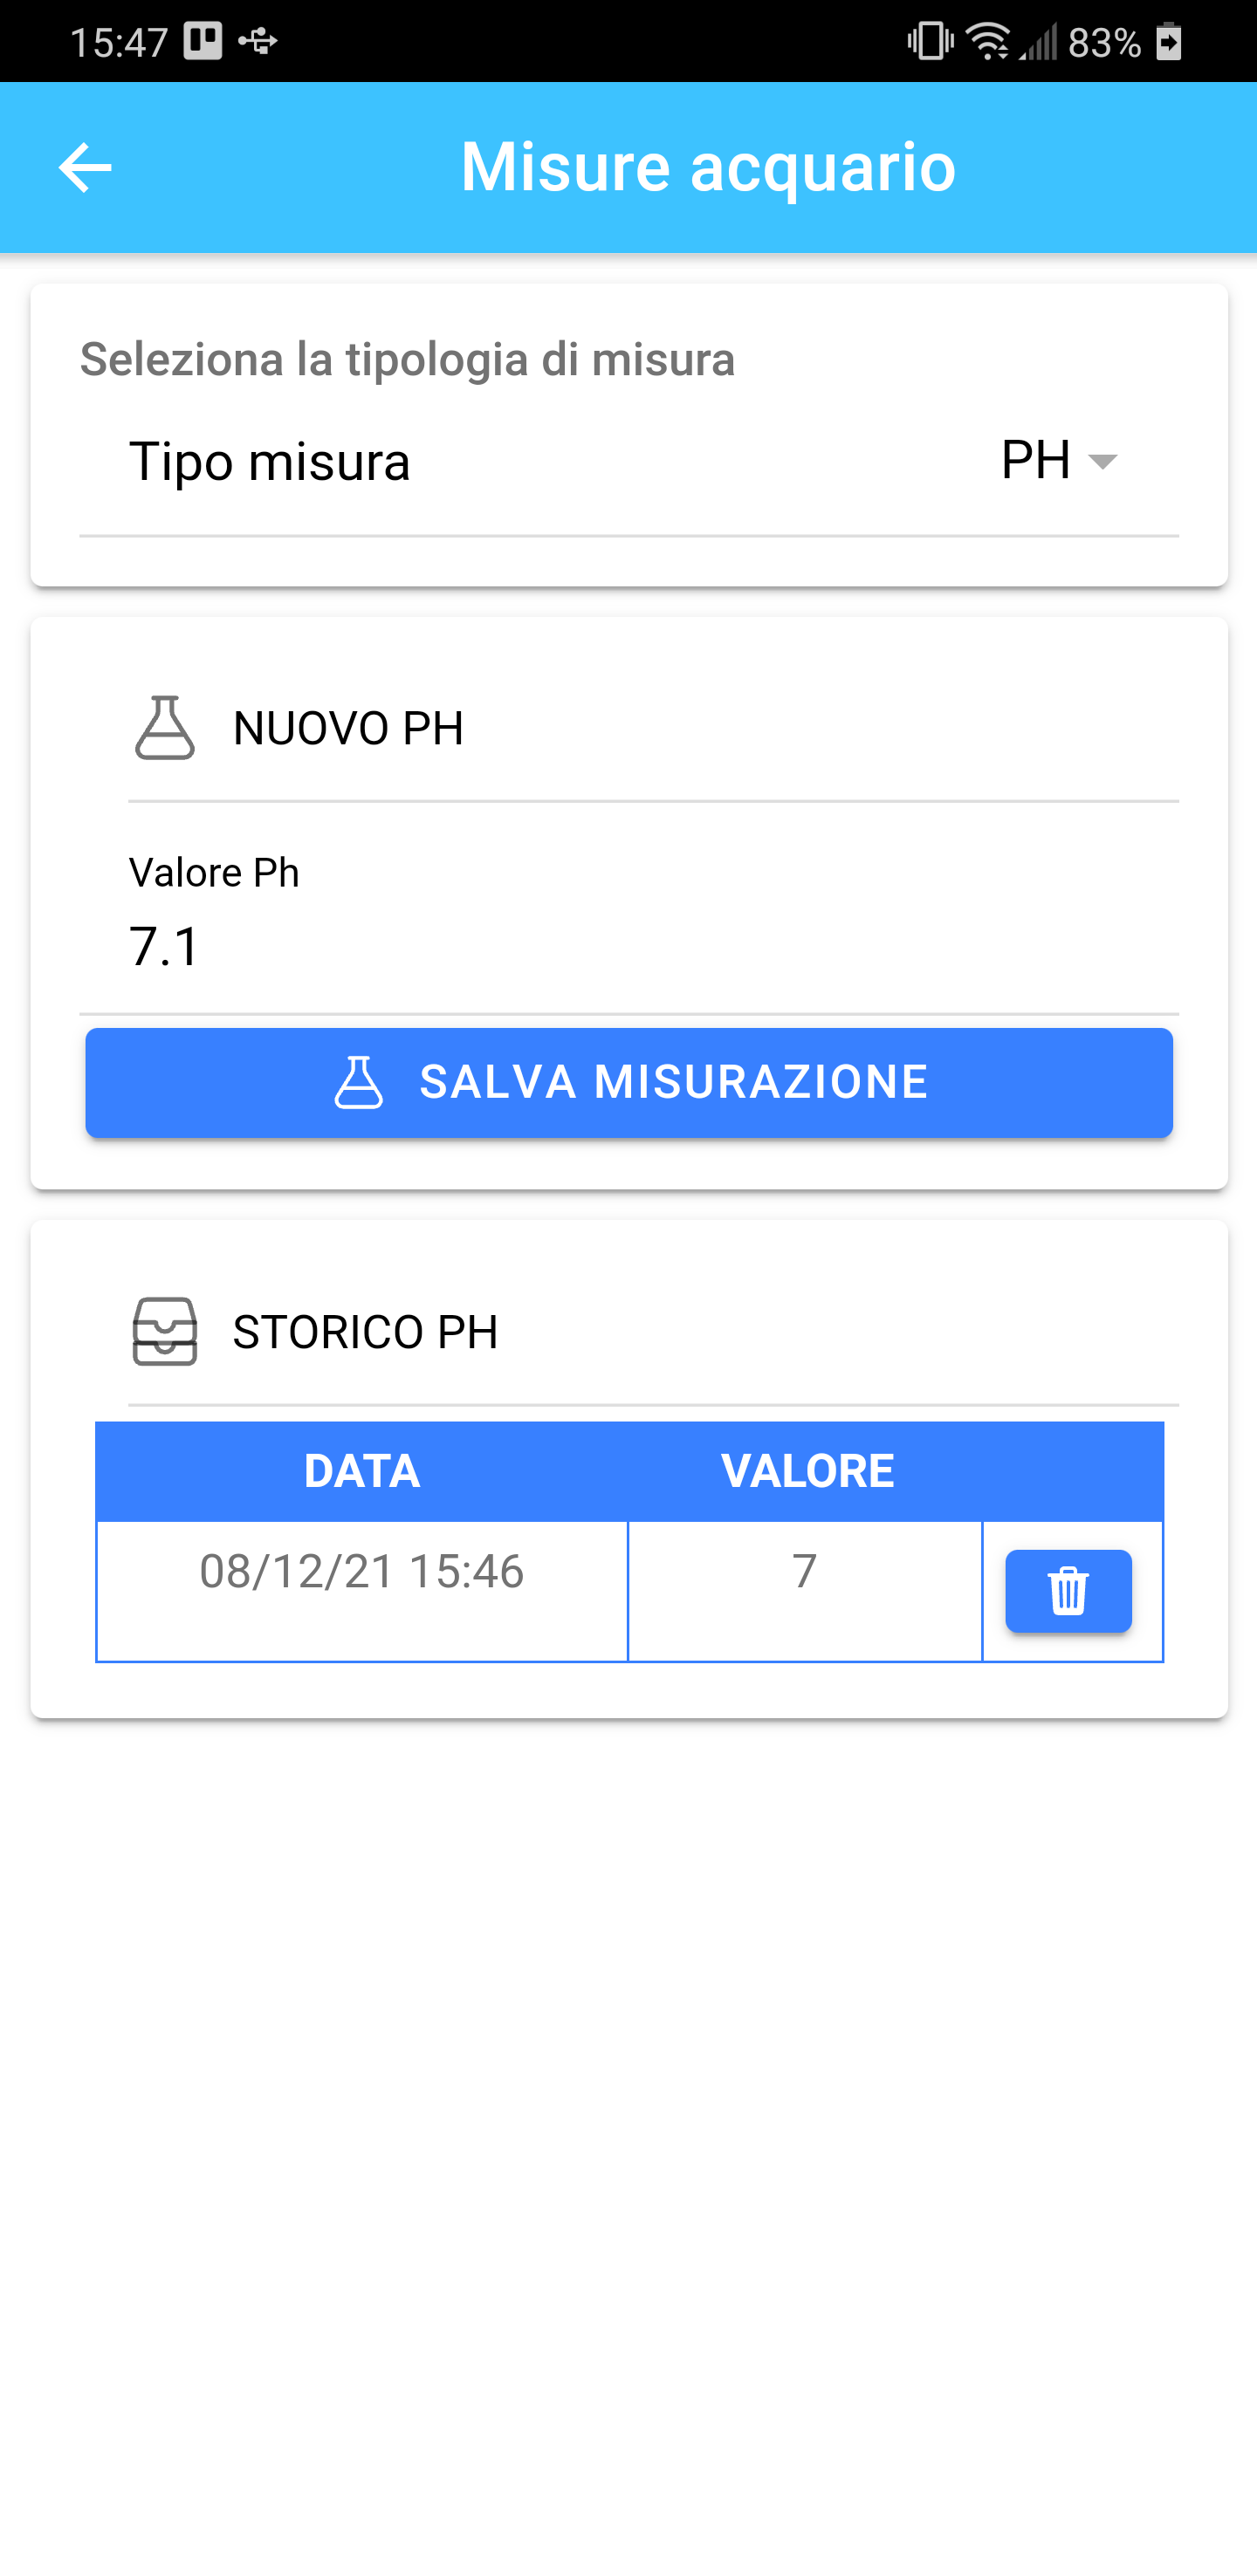 15:47 83%
Misure acquario
Seleziona la tipologia di misura
Tipo misura PH
NUOVO PH
Valore Ph
7.1
SALVA MISURAZIONE
STORICO PH
DATA VALORE
08/12/21 15:46 7